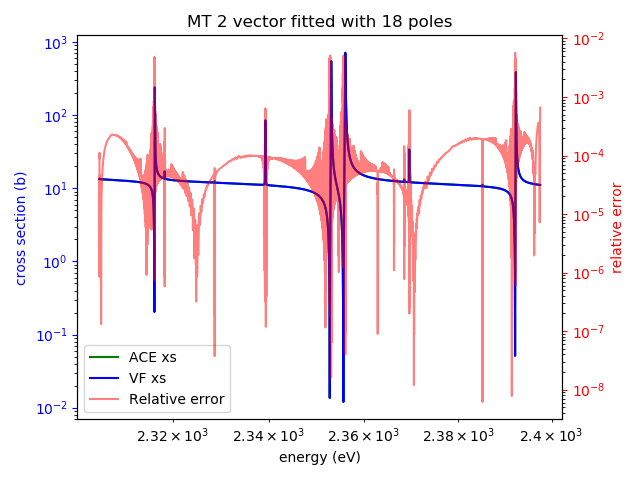 MT 2 vector fitted with 18 poles
cross section (b)
10³
10²
10¹
10⁰
10⁻¹
10⁻²
10⁻²
10⁻³
10⁻⁴
10⁻⁵
10⁻⁶
10⁻⁷
10⁻⁸
relative error
ACE xs
VF xs
Relative error
2.32 × 10³ 2.34 × 10³ 2.36 × 10³ 2.38 × 10³ 2.4 × 10³
energy (eV)